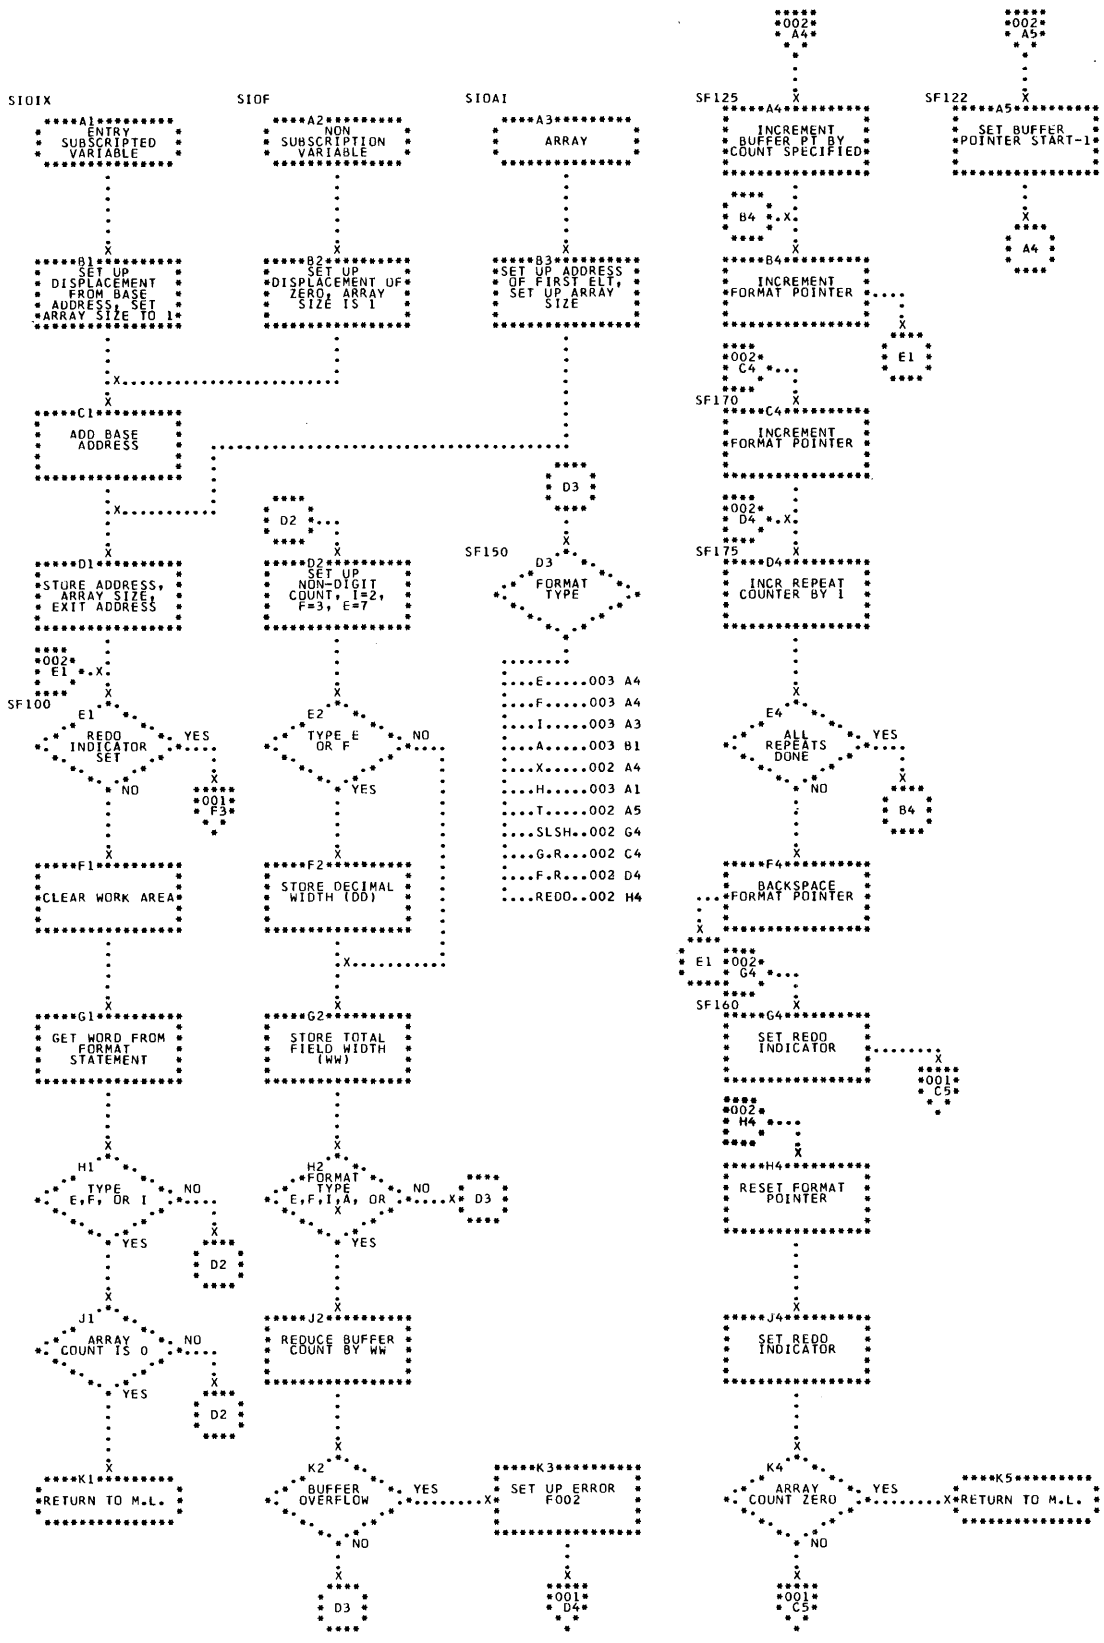 002
A4
002
A5
SIOIX
SIOF
SIOAI
SF125
SF122
A1
ENTRY
SUBSCRIPTED
VARIABLE
A2
NON
SUBSCRIPTION
VARIABLE
A3
ARRAY
A4
INCREMENT
BUFFER PT BY
COUNT SPECIFIED
A5
SET BUFFER
POINTER START-1
B4
A4
B1
SET UP
DISPLACEMENT
FROM BASE
ADDRESS, SET
ARRAY SIZE TO 1
B2
SET UP
DISPLACEMENT OF
ZERO, ARRAY
SIZE IS 1
B3
SET UP ADDRESS
OF FIRST ELT,
SET UP ARRAY
SIZE
B4
INCREMENT
FORMAT POINTER
E1
002
C4
SF170
C1
ADD BASE
ADDRESS
C4
INCREMENT
FORMAT POINTER
D3
D2
002
D4
SF150
SF175
D1
STORE ADDRESS,
ARRAY SIZE,
EXIT ADDRESS
D2
SET UP
NON-DIGIT
COUNT, I=2,
F=3, E=7
D3
FORMAT
TYPE
D4
INCR REPEAT
COUNTER BY 1
002
E1
SF100
E.....003 A4
F.....003 A4
I.....003 A3
A.....003 B1
X.....002 A4
H.....003 A1
T.....002 A5
SLSH..002 G4
G.R...002 C4
F.R...002 D4
REDO..002 H4
E1
REDO
INDICATOR
SET
YES
NO
001
F3
E2
TYPE E
OR F
NO
YES
E4
ALL
REPEATS
DONE
YES
NO
B4
F1
CLEAR WORK AREA
F2
STORE DECIMAL
WIDTH (DD)
F4
BACKSPACE
FORMAT POINTER
E1
002
G4
SF160
G1
GET WORD FROM
FORMAT
STATEMENT
G2
STORE TOTAL
FIELD WIDTH
(WW)
G4
SET REDO
INDICATOR
001
C5
002
H4
H1
TYPE
E,F, OR I
NO
YES
D2
H2
FORMAT
TYPE
E,F,I,A, OR
X
NO
YES
D3
H4
RESET FORMAT
POINTER
J1
ARRAY
COUNT IS 0
NO
YES
D2
J2
REDUCE BUFFER
COUNT BY WW
J4
SET REDO
INDICATOR
K1
RETURN TO M.L.
K2
BUFFER
OVERFLOW
YES
NO
K3
SET UP ERROR
F002
K4
ARRAY
COUNT ZERO
YES
NO
K5
RETURN TO M.L.
D3
001
D4
001
C5